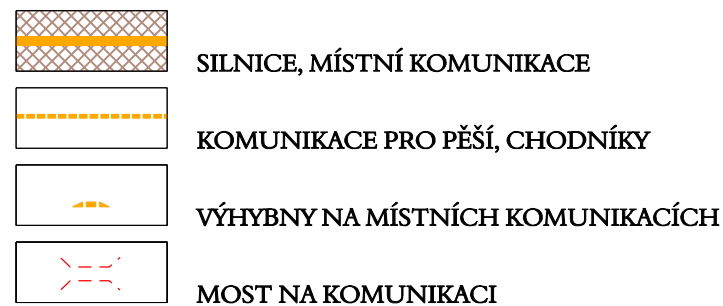 SILNICE, MÍSTNÍ KOMUNIKACE
KOMUNIKACE PRO PĚŠÍ, CHODNÍKY
VÝHYBNY NA MÍSTNÍCH KOMUNIKACÍCH
MOST NA KOMUNIKACI